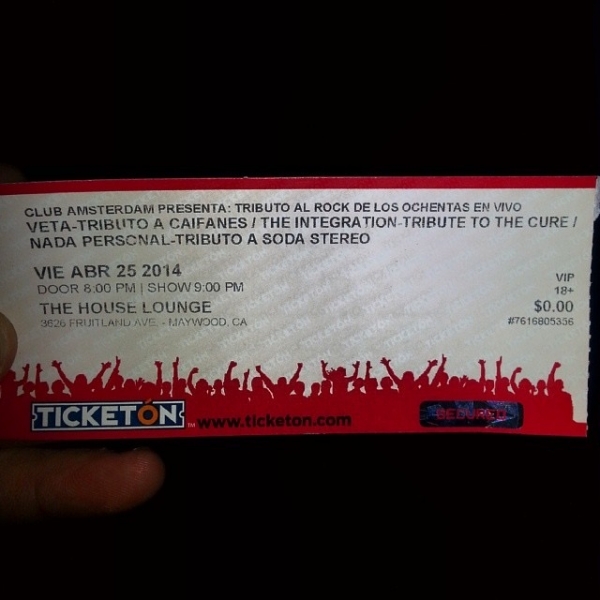 CLUB AMSTERDAM PRESENTA: TRIBUTO AL ROCK DE LOS OCHENTAS EN VIVO
VETA-TRIBUTO A CAIFANES / THE INTEGRATION-TRIBUTE TO THE CURE /
NADA PERSONAL-TRIBUTO A SODA STEREO
VIE ABR 25 2014
DOOR 8:00 PM | SHOW 9:00 PM
THE HOUSE LOUNGE
3626 FRUITLAND AVE. - MAYWOOD, CA
VIP
18+
$0.00
#7616805356
TICKETÓN™ www.ticketon.com